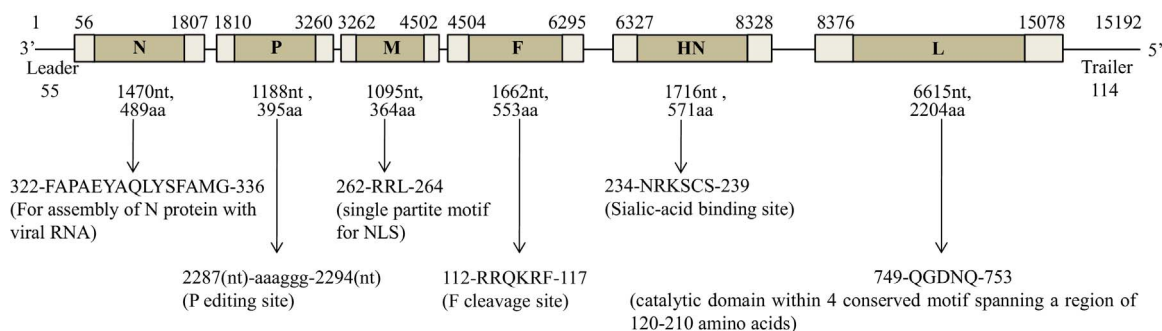 1 56 1807 1810 3260 3262 4502 4504 6295 6327 8328 8376 15078 15192
3’ N P M F HN L 5’
Leader Trailer
55 1470nt, 1188nt , 1095nt 1662nt 1716nt 6615nt, 114
489aa 395aa 364aa 553aa 571aa 2204aa
322-FAPAEYAQLYSFAMG-336
(For assembly of N protein with
viral RNA)
262-RRL-264
(single partite motif
for NLS)
234-NRKSCS-239
(Sialic-acid binding site)
2287(nt)-aaaggg-2294(nt)
(P editing site)
112-RRQKRF-117
(F cleavage site)
749-QGDNQ-753
(catalytic domain within 4 conserved motif spanning a region of
120-210 amino acids)